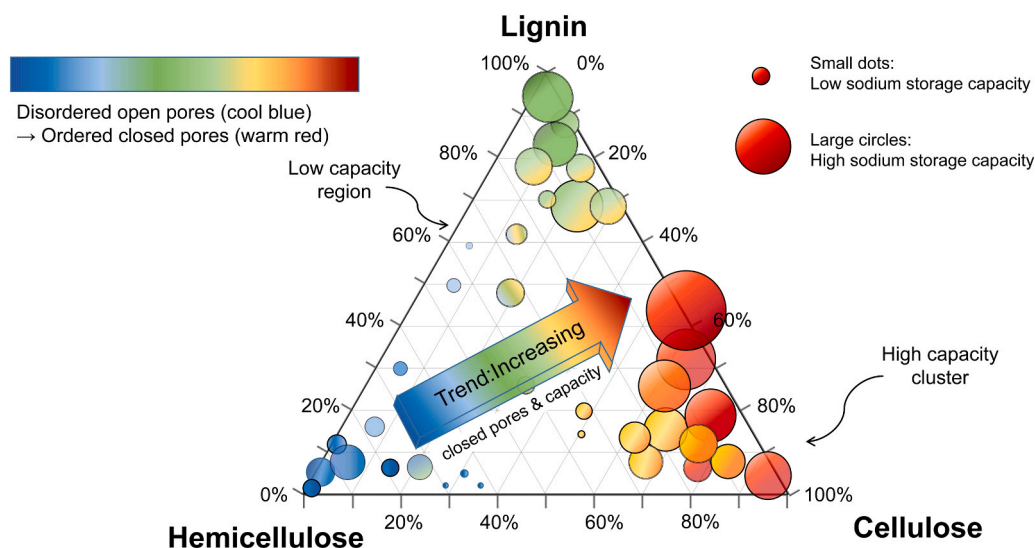 Lignin
100% 0%
Small dots:
Low sodium storage capacity
Disordered open pores (cool blue)
→ Ordered closed pores (warm red)
Large circles:
High sodium storage capacity
Low capacity
region
80% 20%
60% 40%
40% 60%
Trend:Increasing
closed pores & capacity
High capacity
cluster
20% 80%
0% 100%
20% 40% 60% 80%
Hemicellulose
Cellulose